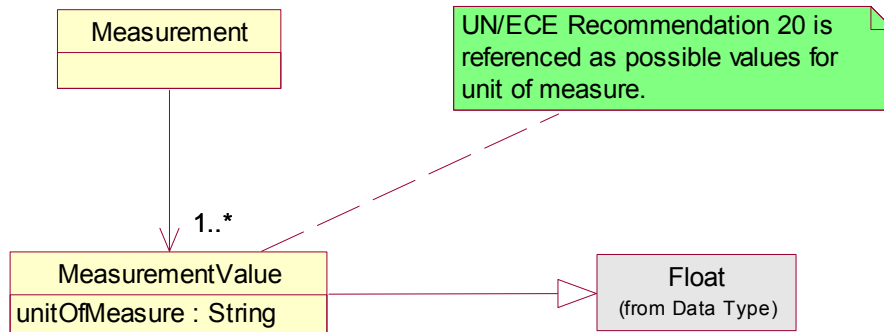 Measurement
UN/ECE Recommendation 20 is
referenced as possible values for
unit of measure.
1..*
MeasurementValue
unitOfMeasure : String
Float
(from Data Type)